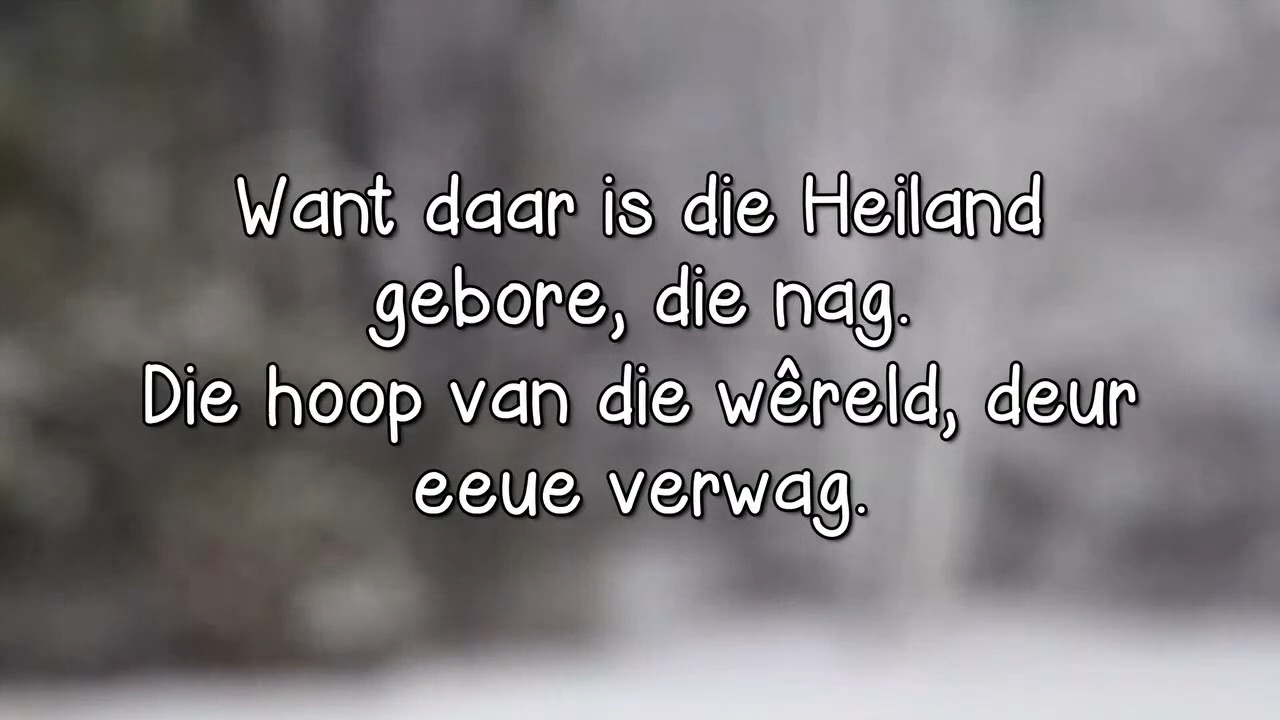 Want daar is die Heiland
gebore, die nag.
Die hoop van die wêreld, deur
eeue verwag.